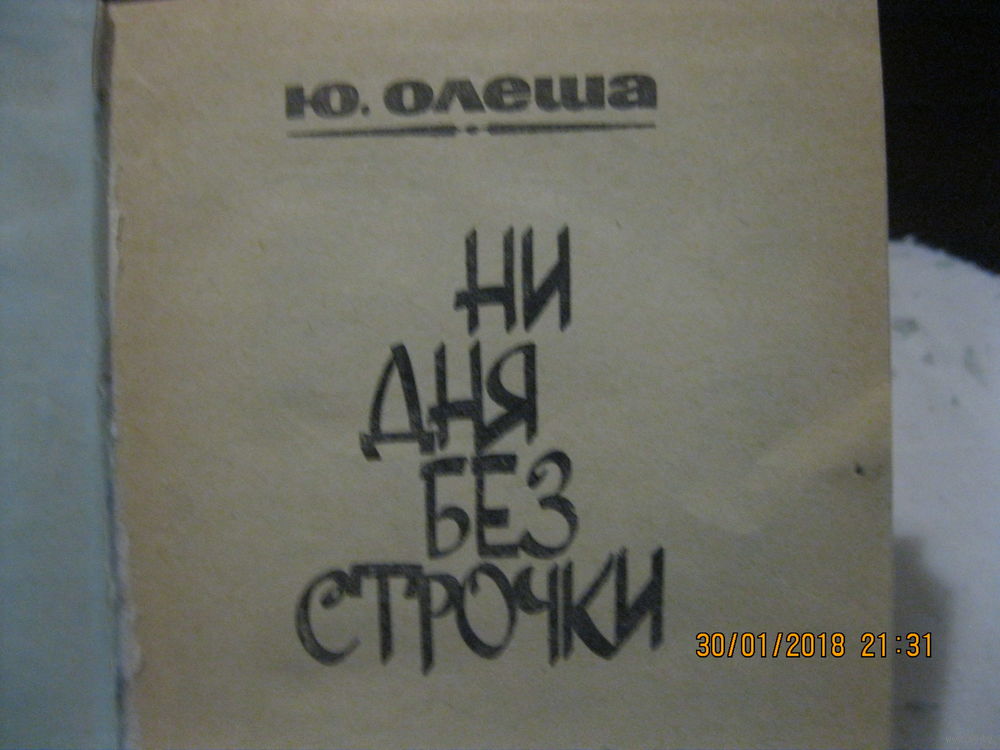 Ю. Олеша
НИ
ДНЯ
БЕЗ
СТРОЧКИ
30/01/2018 21:31